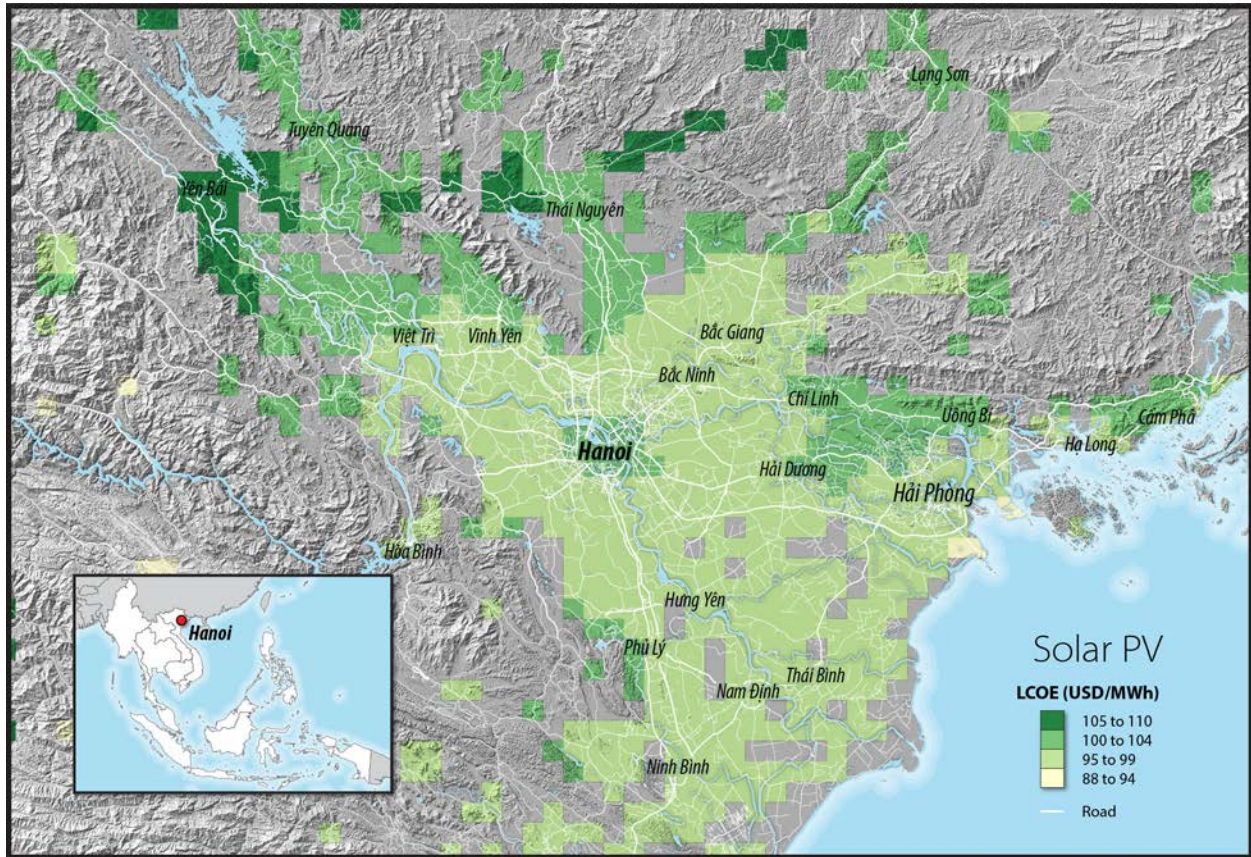 Lạng Sơn
Tuyên Quang
Yên Bái
Thái Nguyên
Việt Trì
Vĩnh Yên
Bắc Giang
Bắc Ninh
Chí Linh
Uông Bí
Cẩm Phả
Hạ Long
Hanoi
Hải Dương
Hải Phòng
Hòa Bình
Hưng Yên
Phủ Lý
Thái Bình
Nam Định
Ninh Bình
Hanoi
Solar PV
LCOE (USD/MWh)
105 to 110
100 to 104
95 to 99
88 to 94
Road